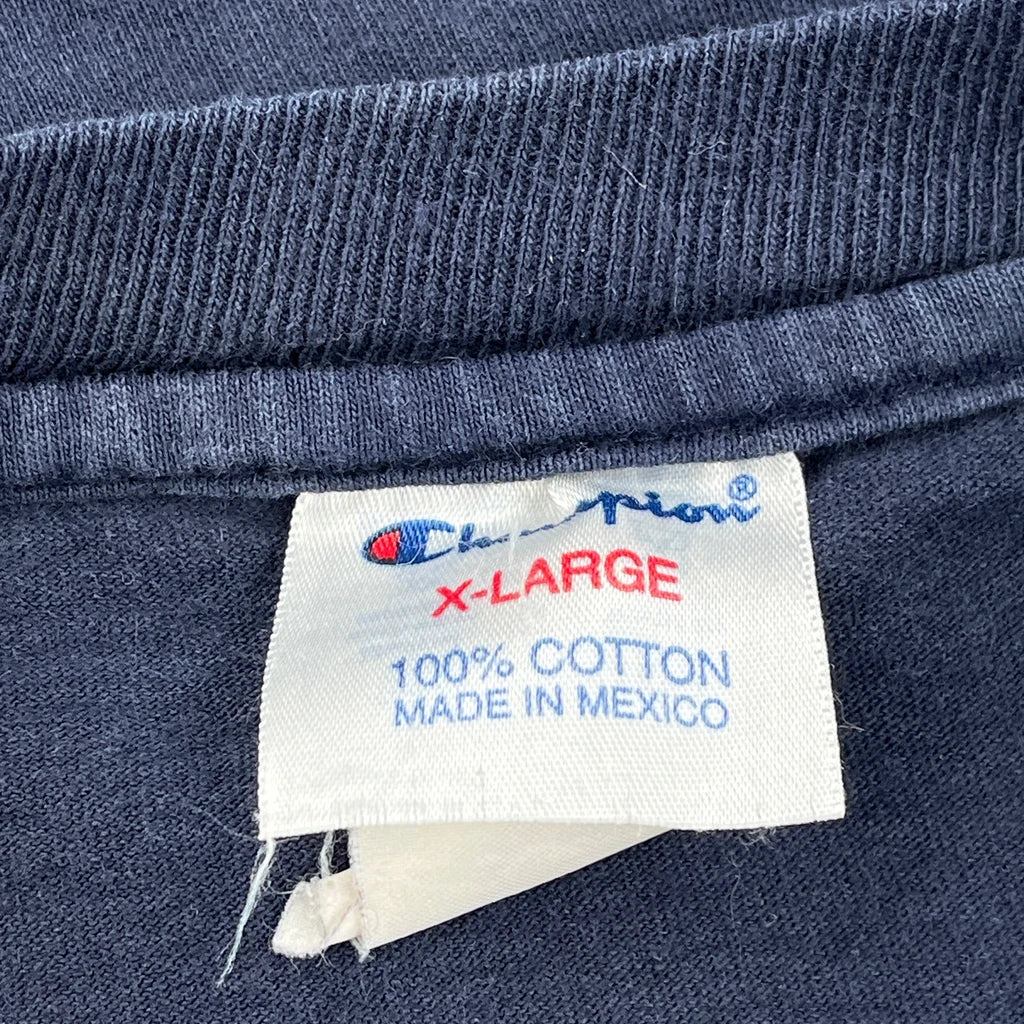 Champion®
X-LARGE
100% COTTON
MADE IN MEXICO